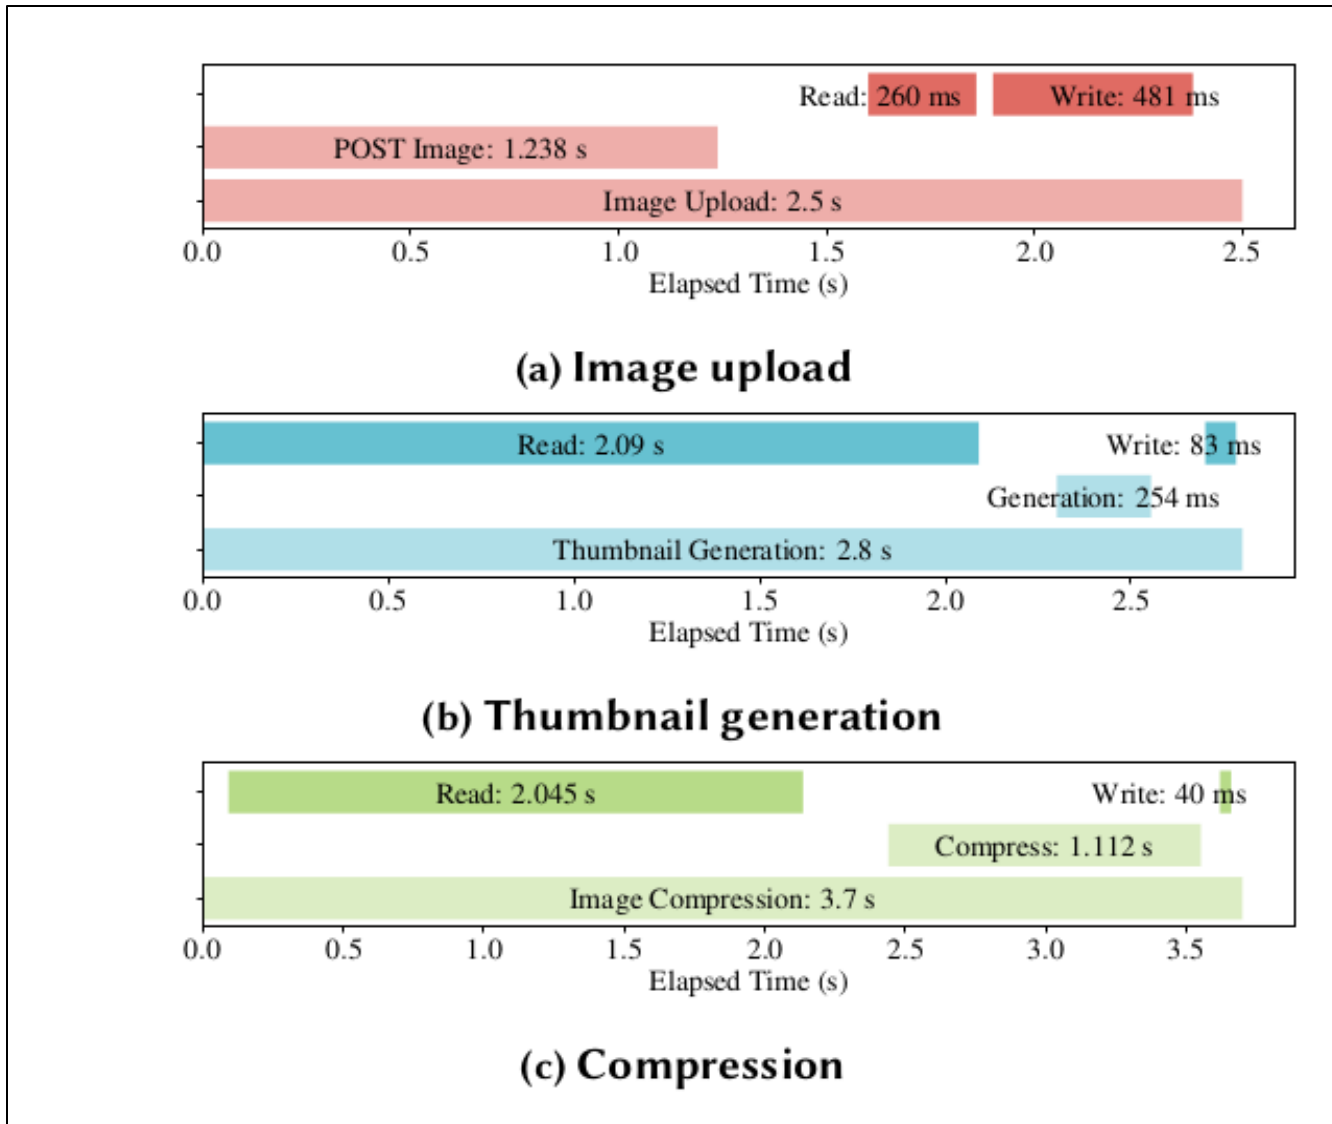 Read: 260 ms Write: 481 ms
POST Image: 1.238 s
Image Upload: 2.5 s
0.0 0.5 1.0 1.5 2.0 2.5
Elapsed Time (s)
(a) Image upload
Read: 2.09 s Write: 83 ms
Generation: 254 ms
Thumbnail Generation: 2.8 s
0.0 0.5 1.0 1.5 2.0 2.5
Elapsed Time (s)
(b) Thumbnail generation
Read: 2.045 s Write: 40 ms
Compress: 1.112 s
Image Compression: 3.7 s
0.0 0.5 1.0 1.5 2.0 2.5 3.0 3.5
Elapsed Time (s)
(c) Compression